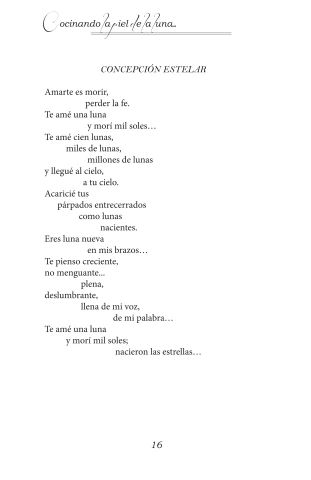 Cocinando la piel de la luna...
CONCEPCIÓN ESTELAR
Amarte es morir,
perder la fe.
Te amé una luna
y morí mil soles…
Te amé cien lunas,
miles de lunas,
millones de lunas
y llegué al cielo,
a tu cielo.
Acaricié tus
párpados entrecerrados
como lunas
nacientes.
Eres luna nueva
en mis brazos…
Te pienso creciente,
no menguante...
plena,
deslumbrante,
llena de mi voz,
de mi palabra…
Te amé una luna
y morí mil soles;
nacieron las estrellas…
16